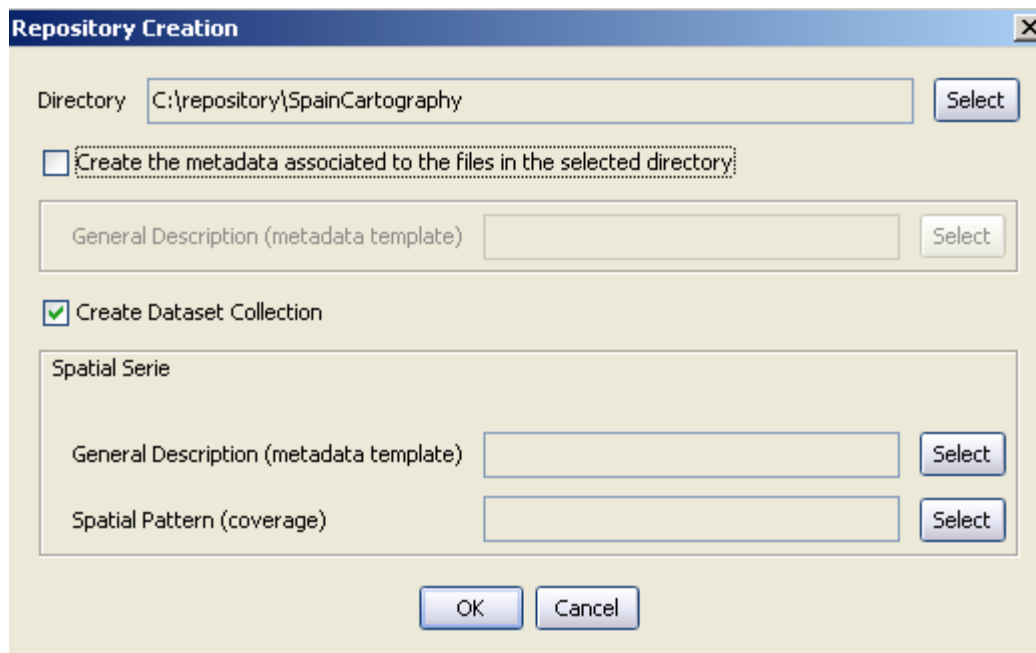 Repository Creation
Directory C:\repository\SpainCartography Select
Create the metadata associated to the files in the selected directory
General Description (metadata template) Select
Create Dataset Collection
Spatial Serie
General Description (metadata template) Select
Spatial Pattern (coverage) Select
OK Cancel